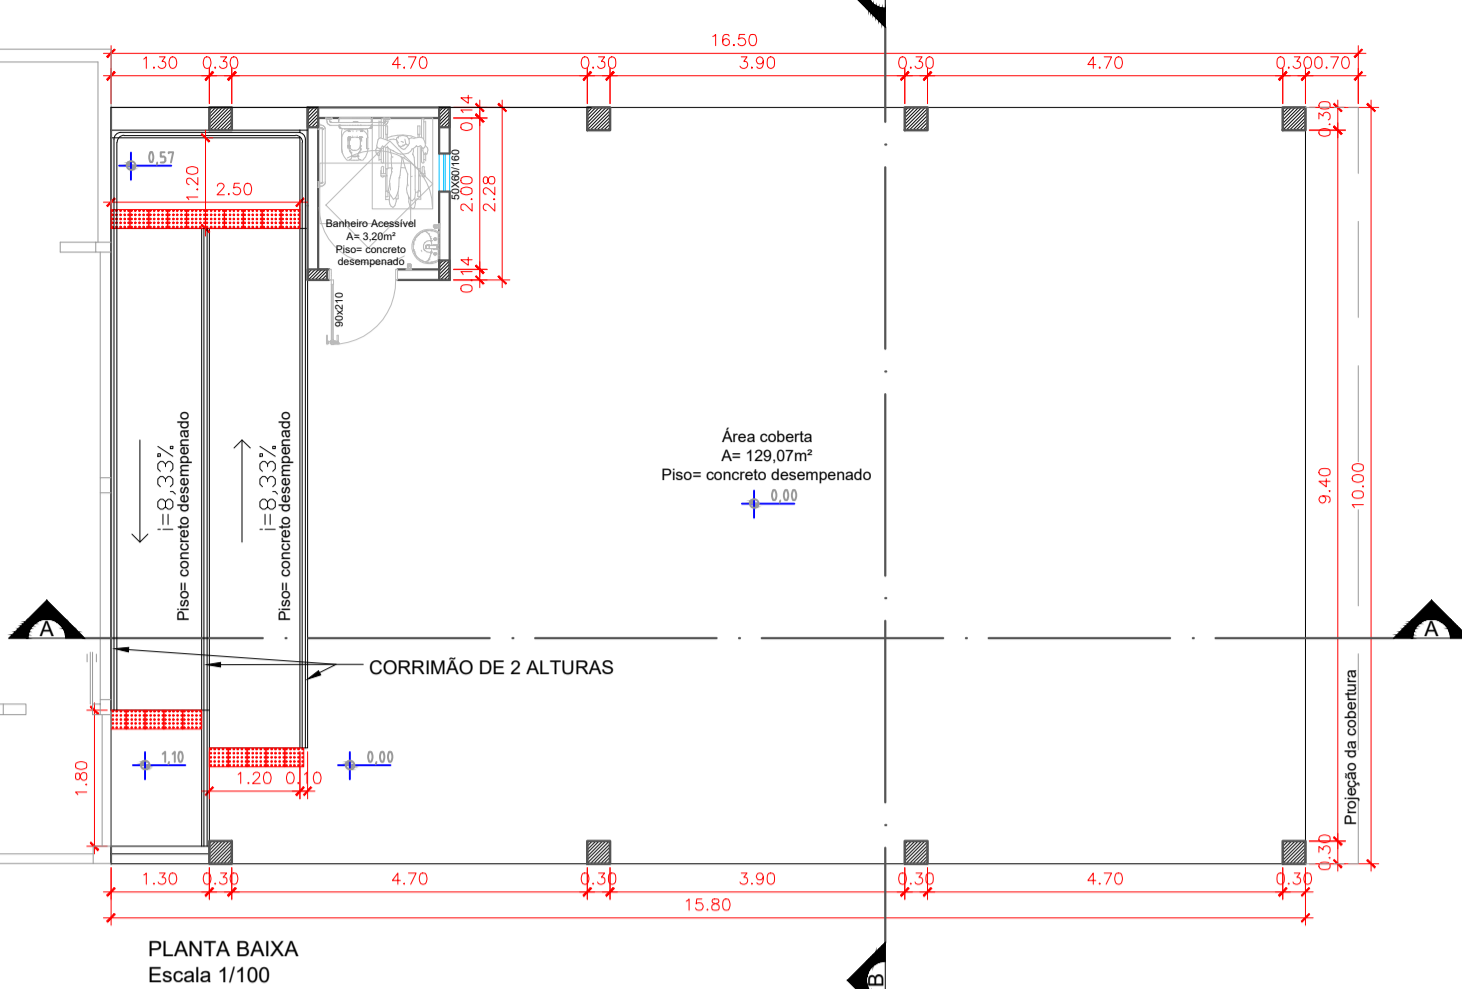 16.50
1.30 0.30 4.70 0.30 3.90 0.30 4.70 0.30 0.70
0.14
0.30
0,57
1.20
2.50
50X60/160
2.00
2.28
Banheiro Acessível
A= 3,20m²
Piso= concreto
desempenado
0.14
90x210
i=8,33%
Piso= concreto desempenado
i=8,33%
Piso= concreto desempenado
Área coberta
A= 129,07m²
Piso= concreto desempenado
0,00
9.40
10.00
A
A
CORRIMÃO DE 2 ALTURAS
Projeção da cobertura
1.80
1,10
0,00
1.20 0.10
0.30
1.30 0.30 4.70 0.30 3.90 0.30 4.70 0.30
15.80
PLANTA BAIXA
Escala 1/100
B